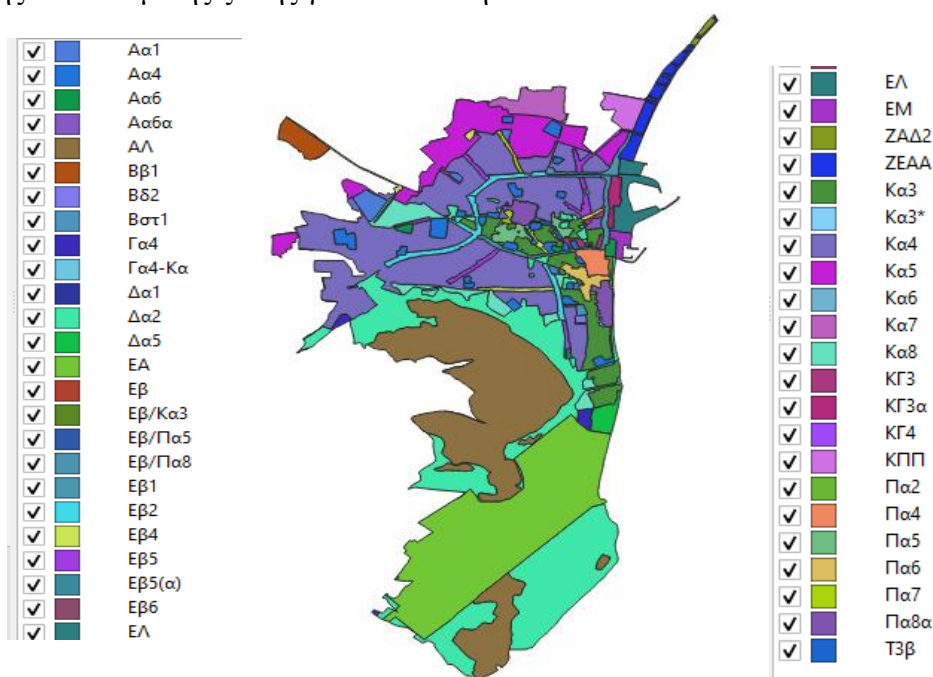 Αα1
Αα4
Αα6
Αα6α
ΑΛ
Ββ1
Βδ2
Βστ1
Γα4
Γα4-Κα
Δα1
Δα2
Δα5
ΕΑ
Εβ
Εβ/Κα3
Εβ/Πα5
Εβ/Πα8
Εβ1
Εβ2
Εβ4
Εβ5
Εβ5(α)
Εβ6
ΕΛ
ΕΛ
ΕΜ
ΖΑΔ2
ΖΕΑΑ
Κα3
Κα3*
Κα4
Κα5
Κα6
Κα7
Κα8
ΚΓ3
ΚΓ3α
ΚΓ4
ΚΠΠ
Πα2
Πα4
Πα5
Πα6
Πα7
Πα8α
Τ3β